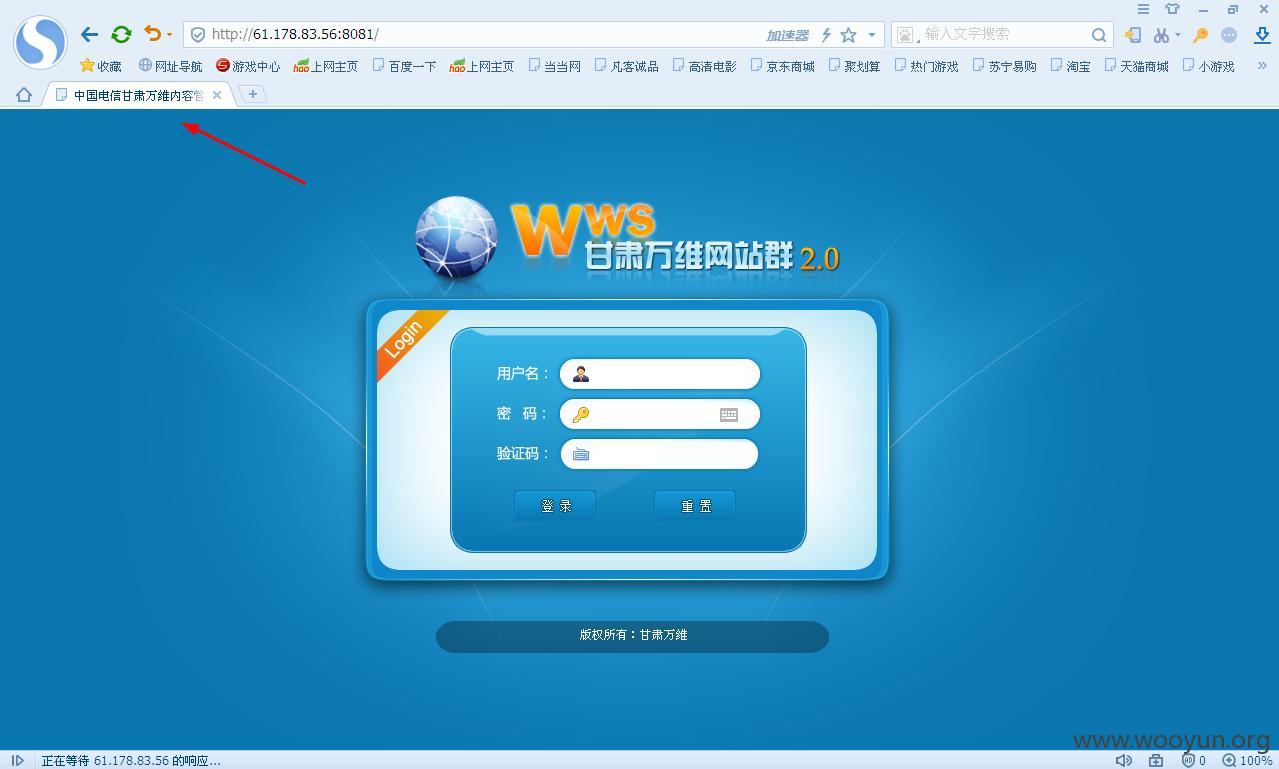 http://61.178.83.56:8081/
加速器
输入文字搜索
收藏 网址导航 游戏中心 hao 上网主页 百度一下 hao 上网主页 当当网 凡客诚品 高清电影 京东商城 聚划算 热门游戏 苏宁易购 淘宝 天猫商城 小游戏
中国电信甘肃万维内容管
wws
甘肃万维网站群 2.0
Login
用户名：
密 码：
验证码：
登 录
重 置
版权所有：甘肃万维
www.wooyun.org
正在等待 61.178.83.56 的响应... 0 100%